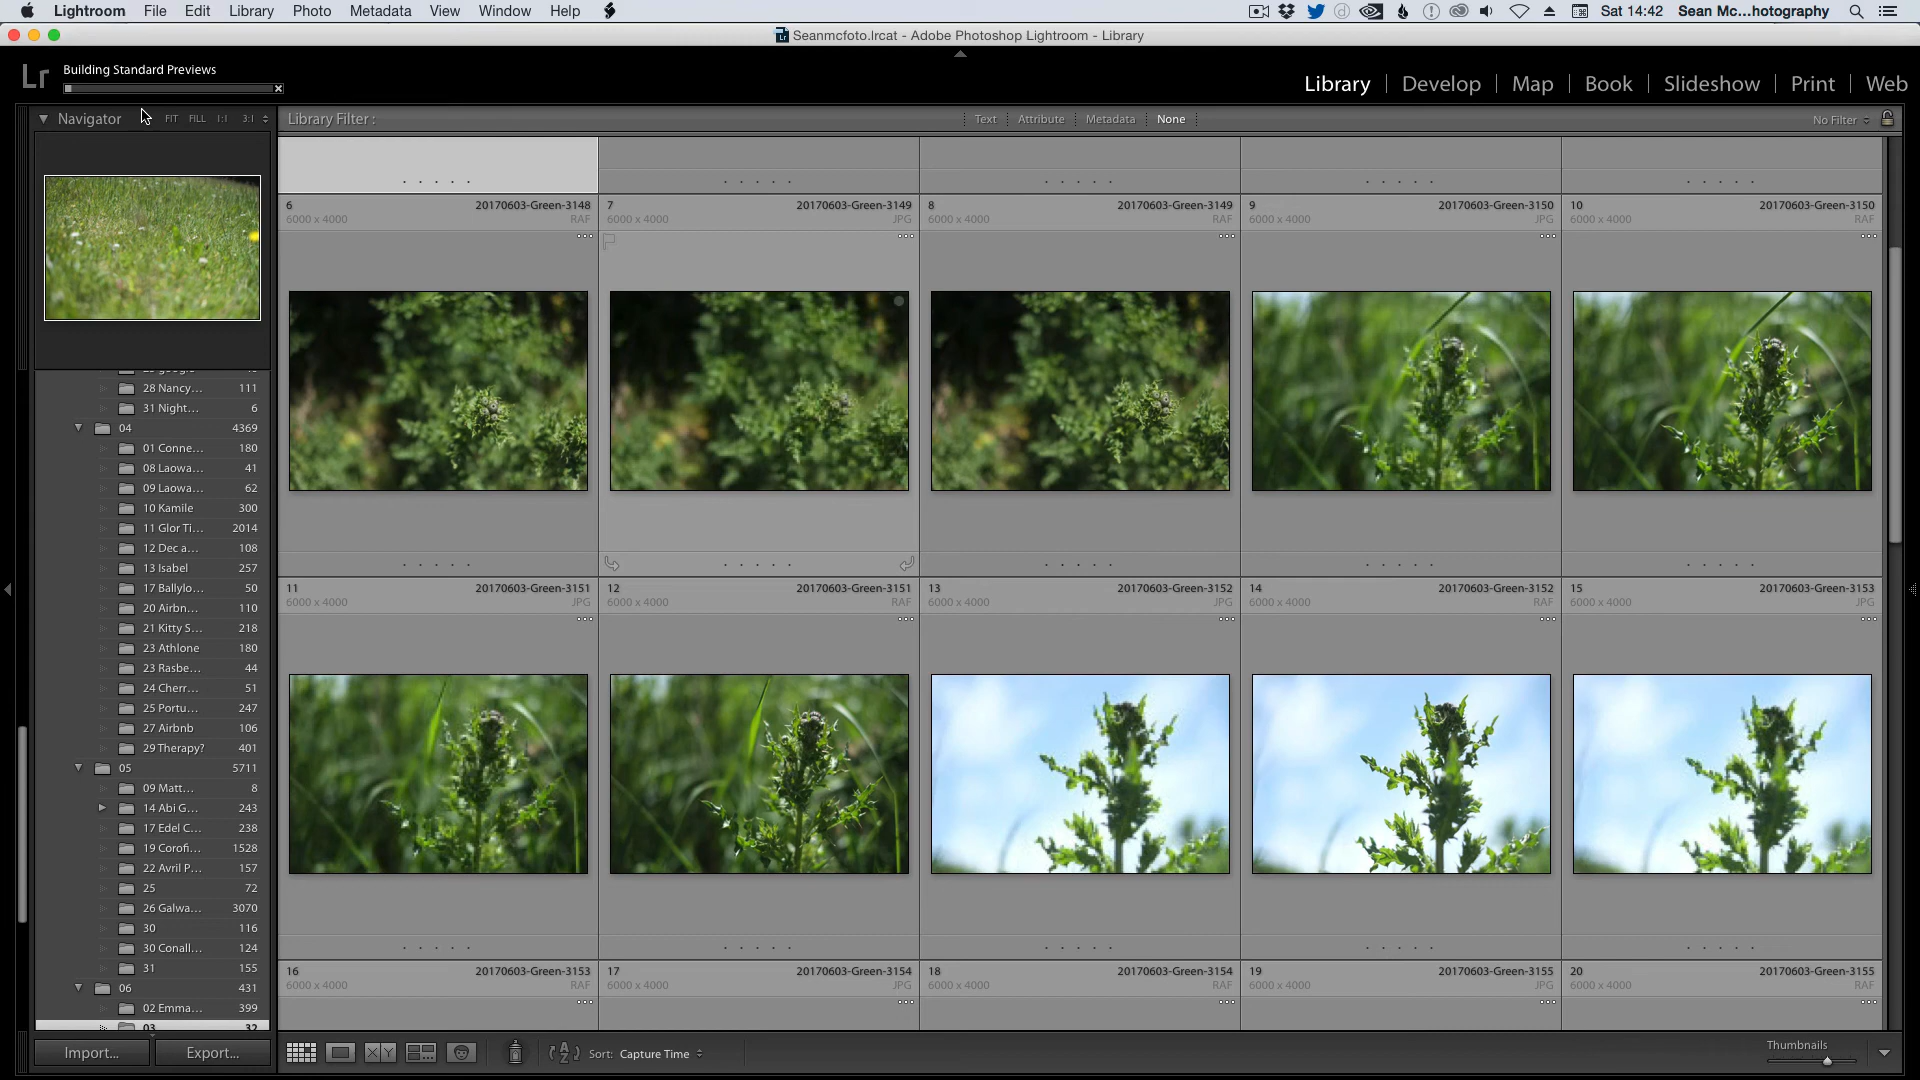 Lightroom File Edit Library Photo Metadata View Window Help Sat 14:42 Sean Mc...hotography
Seanmcfoto.lrcat - Adobe Photoshop Lightroom - Library
Lr Building Standard Previews
Library Develop Map Book Slideshow Print Web
Navigator FIT FILL 1:1 3:1
Library Filter : Text Attribute Metadata None No Filter
28 Nancy... 111
31 Night... 6
04 4369
01 Conne... 180
08 Laowa... 41
09 Laowa... 62
10 Kamile 300
11 Glor Ti... 2014
12 Dec a... 108
13 Isabel 257
17 Ballylo... 50
20 Airbn... 110
21 Kitty S... 218
23 Athlone 180
23 Rasbe... 44
24 Cherr... 51
25 Portu... 247
27 Airbnb 106
29 Therapy? 401
05 5711
09 Matt... 8
14 Abi G... 243
17 Edel C... 238
19 Corofi... 1528
22 Avril P... 157
25 72
26 Galwa... 3070
30 116
30 Conall... 124
31 155
06 431
02 Emma... 399
03 32
Import... Export...
6 20170603-Green-3148 7 20170603-Green-3149 8 20170603-Green-3149 9 20170603-Green-3150 10 20170603-Green-3150
6000 x 4000 RAF 6000 x 4000 JPG 6000 x 4000 RAF 6000 x 4000 JPG 6000 x 4000 RAF
11 20170603-Green-3151 12 20170603-Green-3151 13 20170603-Green-3152 14 20170603-Green-3152 15 20170603-Green-3153
6000 x 4000 JPG 6000 x 4000 RAF 6000 x 4000 JPG 6000 x 4000 RAF 6000 x 4000 JPG
16 20170603-Green-3153 17 20170603-Green-3154 18 20170603-Green-3154 19 20170603-Green-3155 20 20170603-Green-3155
6000 x 4000 RAF 6000 x 4000 JPG 6000 x 4000 RAF 6000 x 4000 JPG 6000 x 4000 RAF
XY Sort: Capture Time Thumbnails